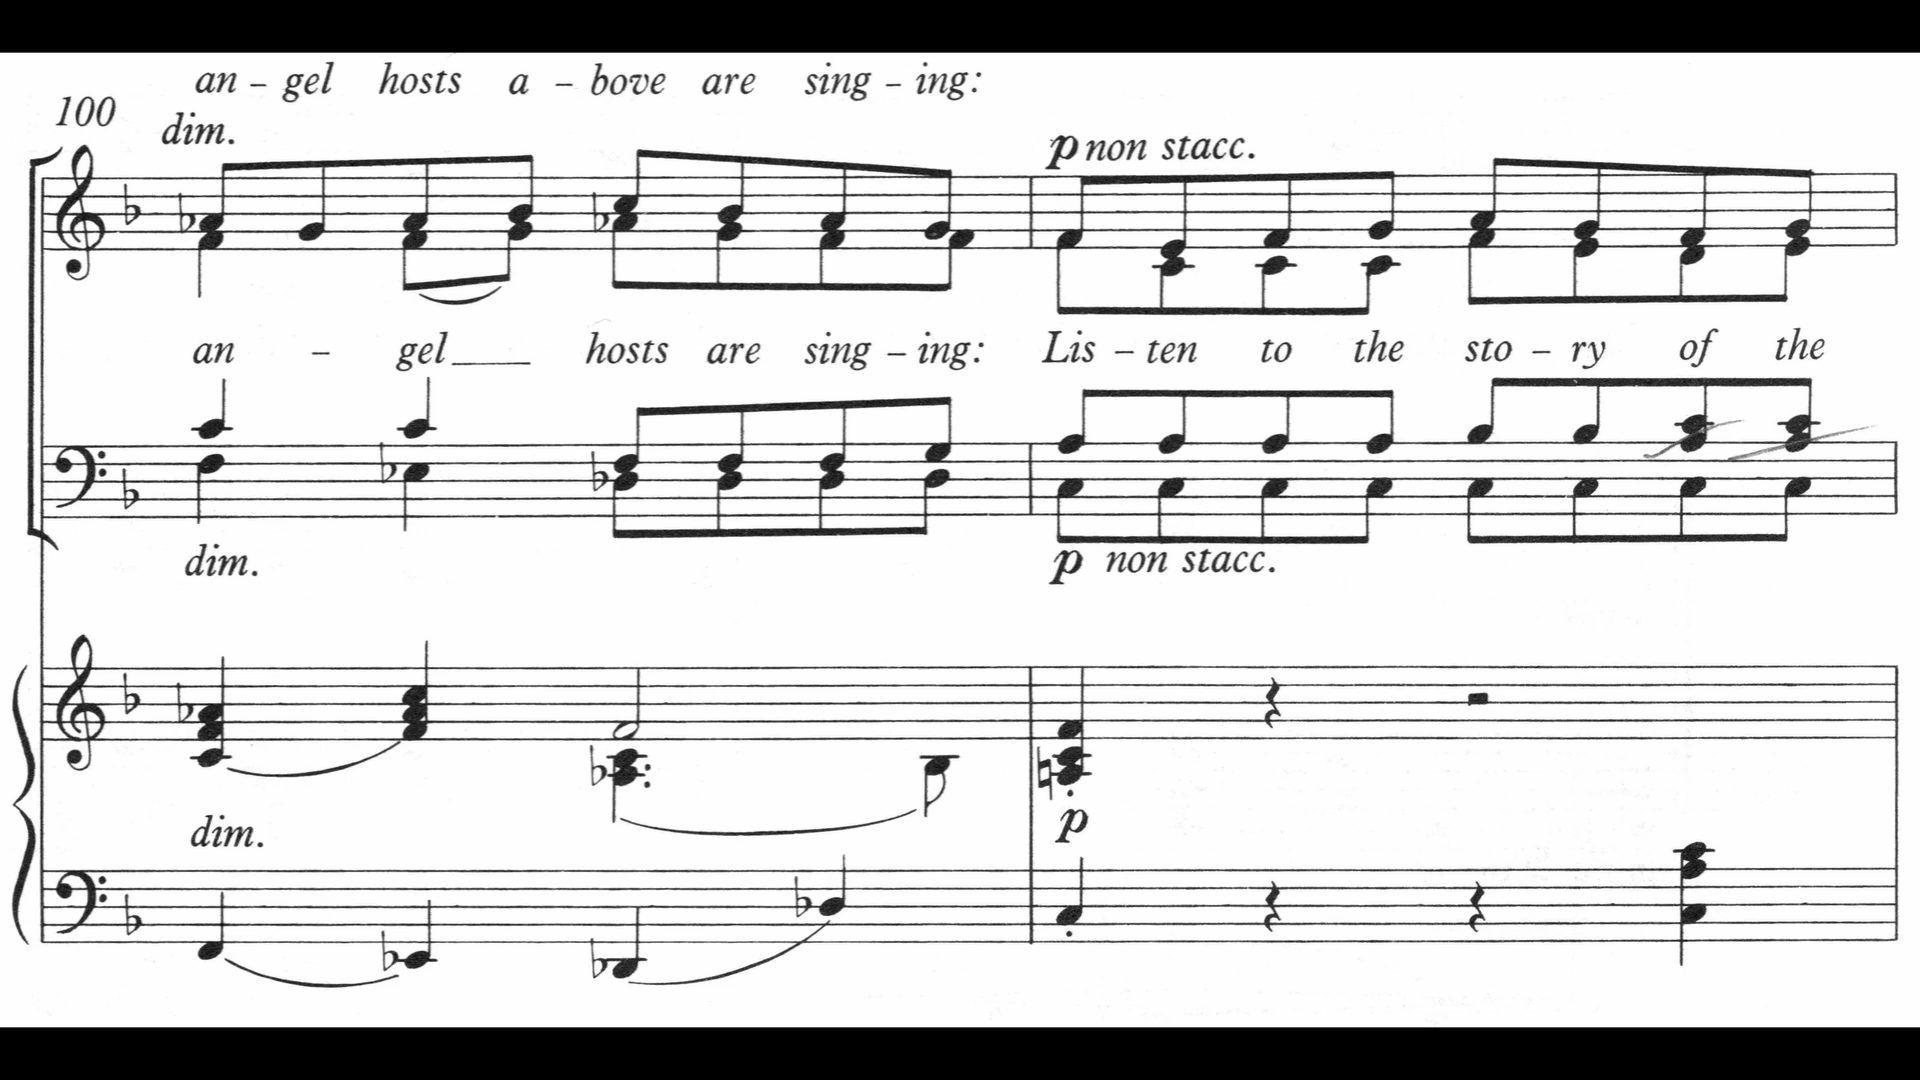 an – gel hosts a – bove are sing – ing:
100
dim.
p non stacc.
an – gel____ hosts are sing – ing: Lis – ten to the sto – ry of the
dim.
p non stacc.
dim.
p